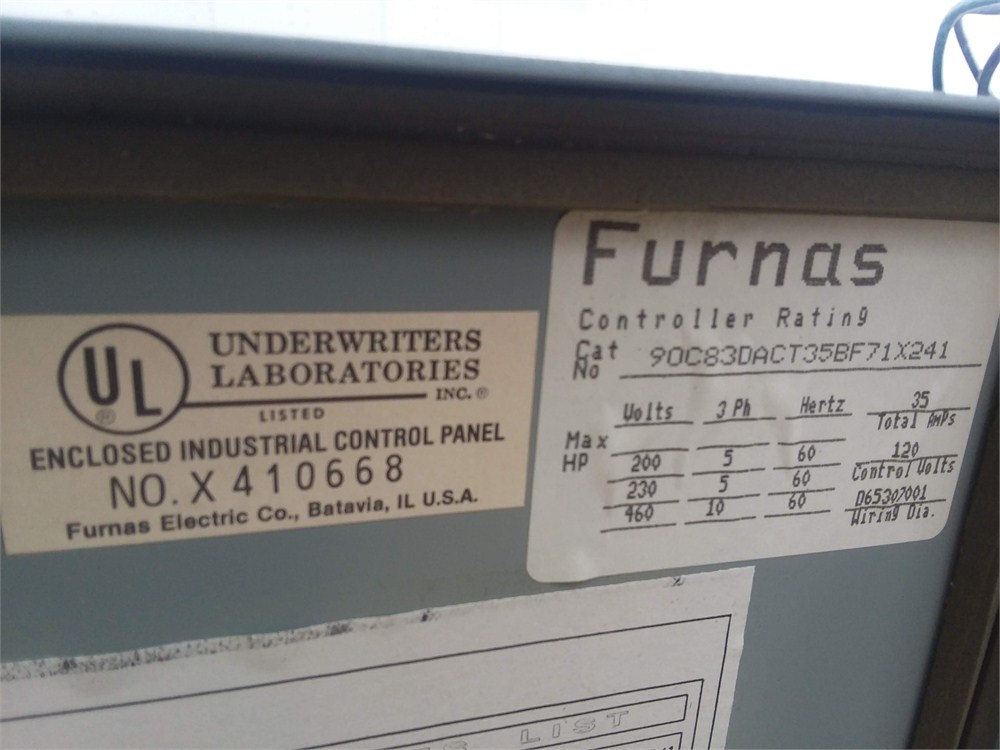 UL
®
UNDERWRITERS
LABORATORIES
INC. ®
LISTED
ENCLOSED INDUSTRIAL CONTROL PANEL
NO. X 410668
Furnas Electric Co., Batavia, IL U.S.A.
Furnas
Controller Rating
Cat No 90C83DACT35BF71X241
Volts 3 Ph Hertz 35
Total AMPs
Max HP 200 5 60 120
Control Volts
230 5 60
460 10 60 D65307001
Wiring Dia.
LIST